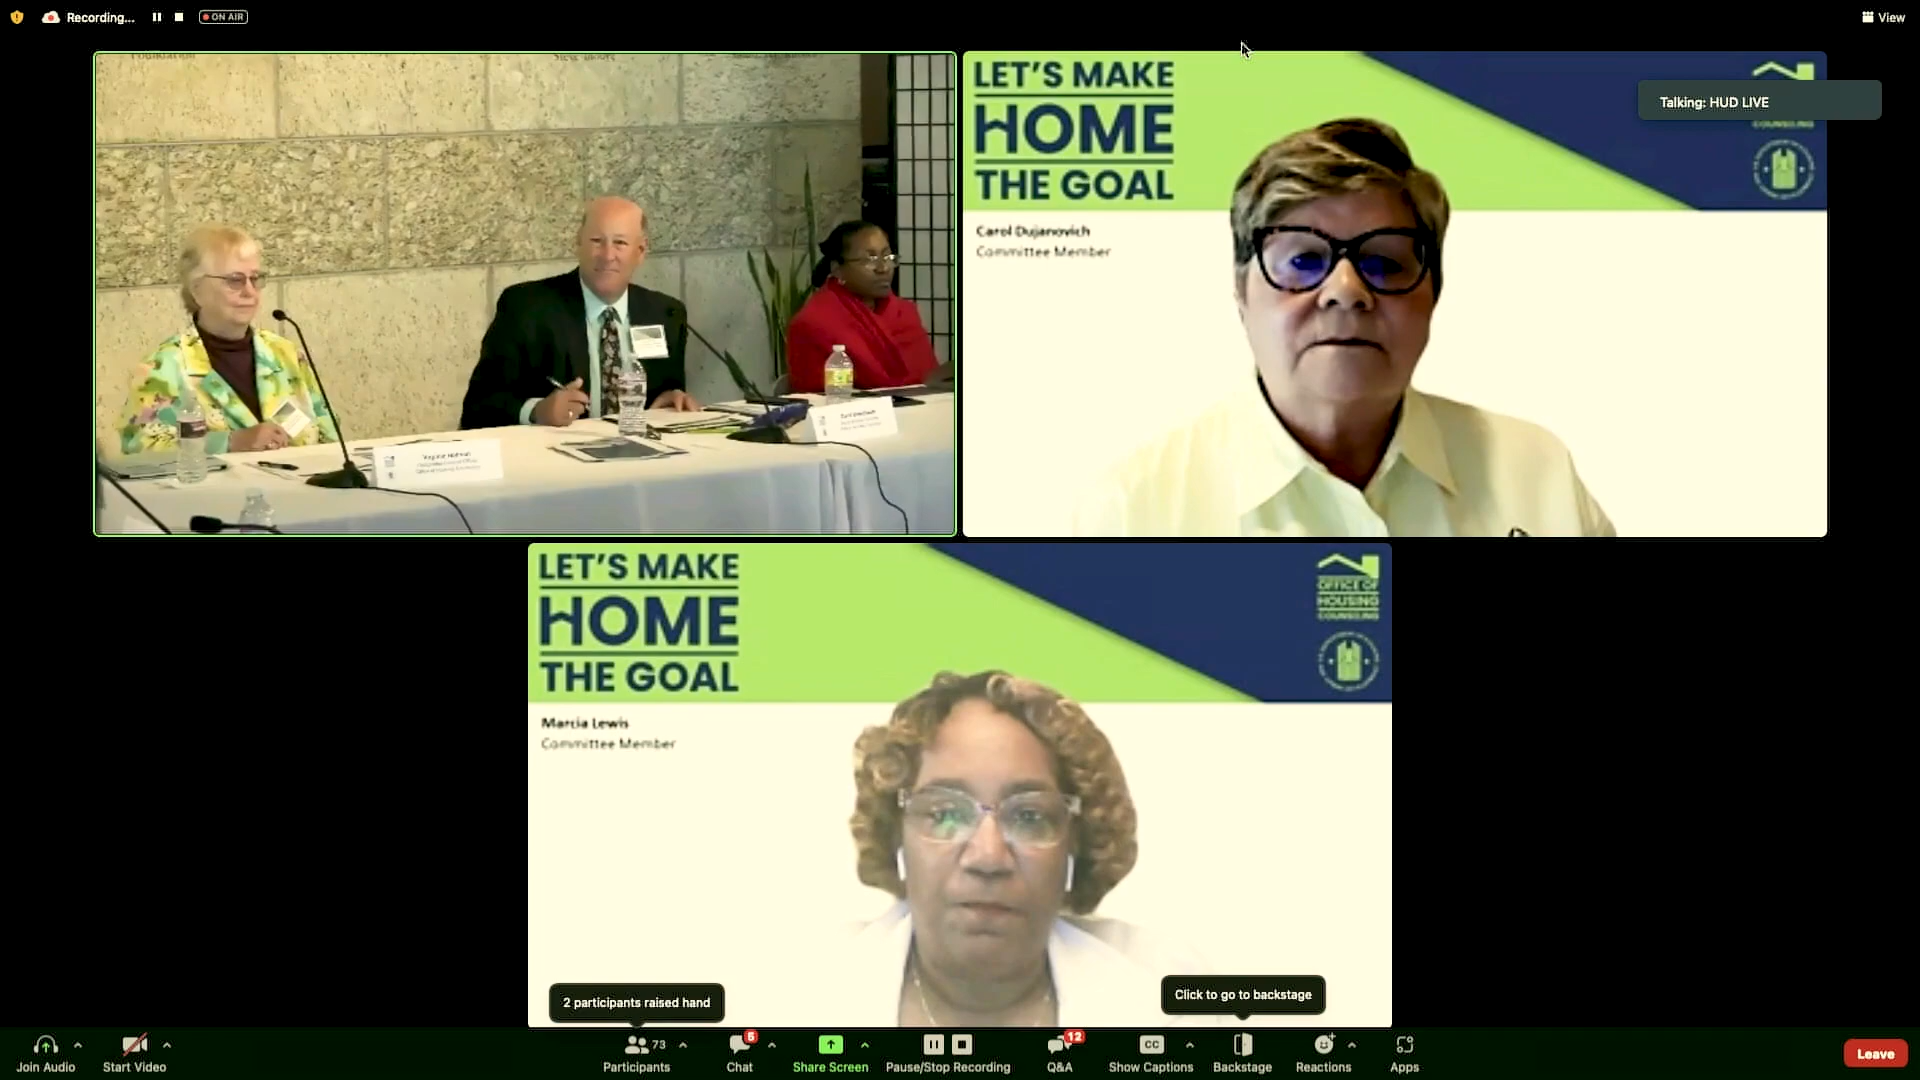 Recording...
ON AIR
View
Talking: HUD LIVE
LET'S MAKE
HOME
THE GOAL
COUNSELING
Carol Dujanovich
Committee Member
LET'S MAKE
HOME
THE GOAL
OFFICE OF
HOUSING
COUNSELING
Marcia Lewis
Committee Member
2 participants raised hand
Click to go to backstage
73
5
12
CC
Join Audio
Start Video
Participants
Chat
Share Screen
Pause/Stop Recording
Q&A
Show Captions
Backstage
Reactions
Apps
Leave